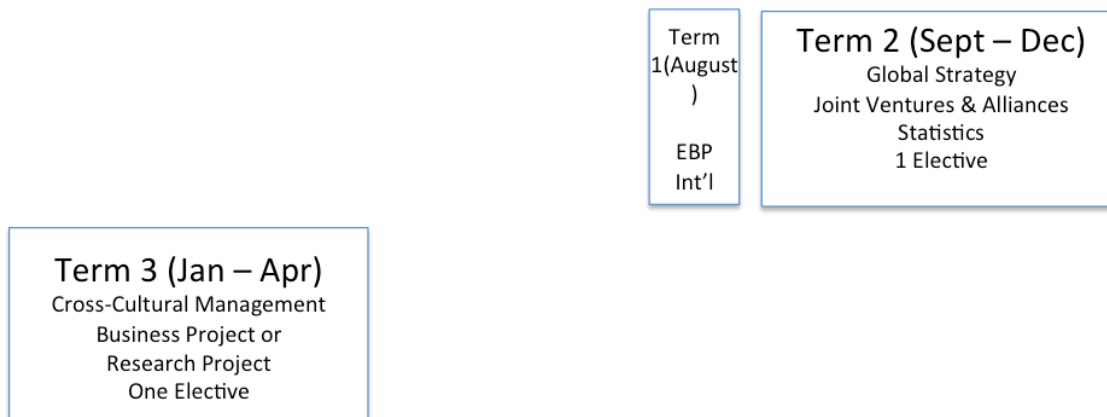 Term
1(August
)
EBP
Int'l
Term 2 (Sept – Dec)
Global Strategy
Joint Ventures & Alliances
Statistics
1 Elective
Term 3 (Jan – Apr)
Cross-Cultural Management
Business Project or
Research Project
One Elective